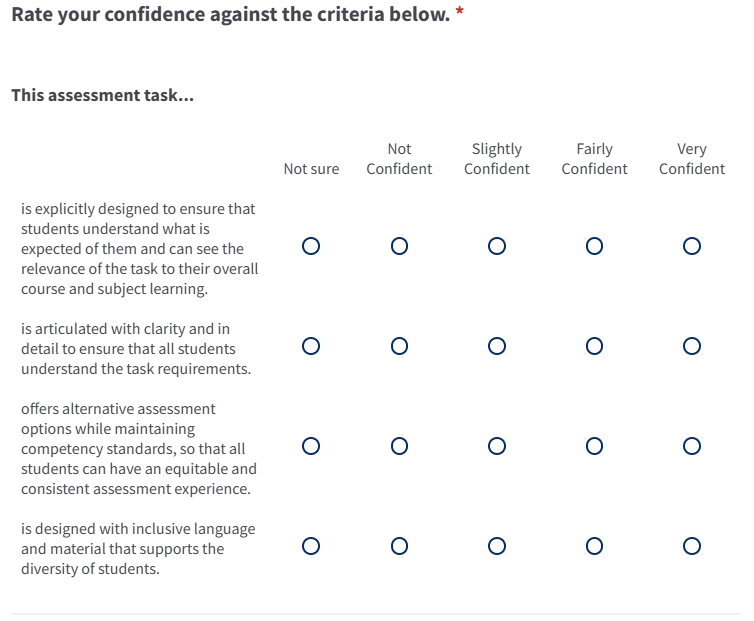 Rate your confidence against the criteria below. *
This assessment task...
Not sure
Not Confident
Slightly Confident
Fairly Confident
Very Confident
is explicitly designed to ensure that
students understand what is
expected of them and can see the
relevance of the task to their overall
course and subject learning.
is articulated with clarity and in
detail to ensure that all students
understand the task requirements.
offers alternative assessment
options while maintaining
competency standards, so that all
students can have an equitable and
consistent assessment experience.
is designed with inclusive language
and material that supports the
diversity of students.